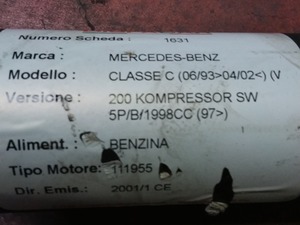 Numero Scheda : 1631
Marca : MERCEDES-BENZ
Modello : CLASSE C (06/93>04/02<) (V
Versione : 200 KOMPRESSOR SW
5P/B/1998CC (97>)
Aliment. : BENZINA
Tipo Motore: 111955
Dir. Emis.: 2001/1 CE